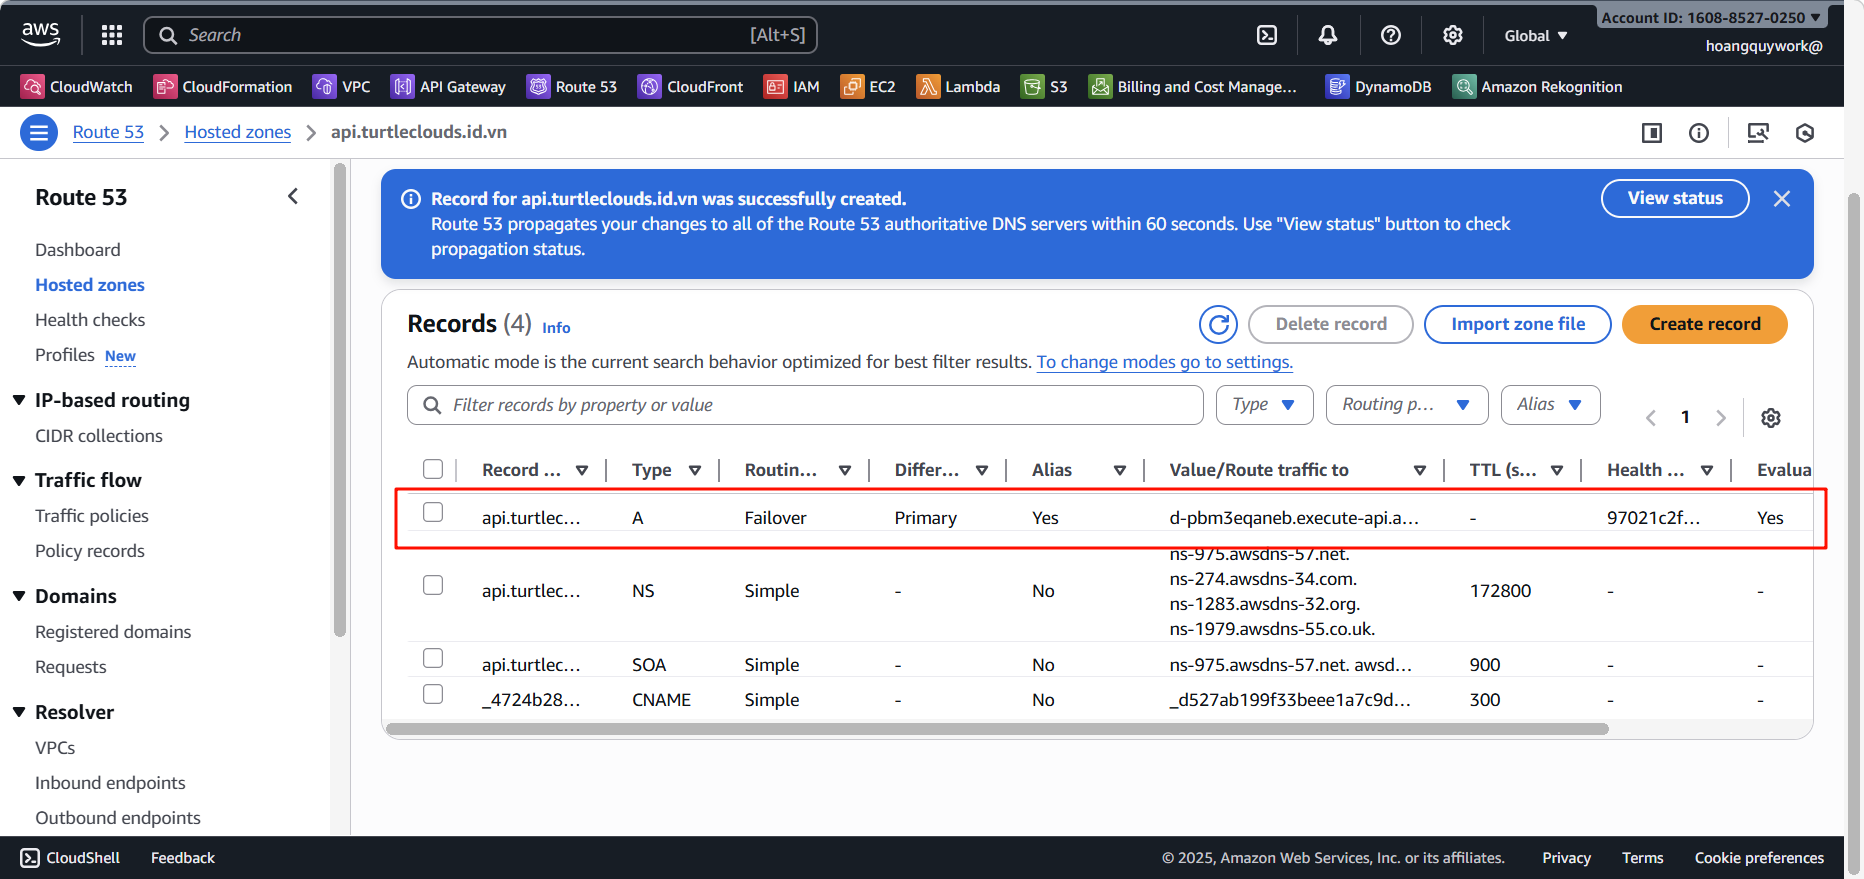 aws
Search [Alt+S]
Global
Account ID: 1608-8527-0250
hoangquywork@
CloudWatch CloudFormation VPC API Gateway Route 53 CloudFront IAM EC2 Lambda S3 Billing and Cost Manage... DynamoDB Amazon Rekognition
Route 53 Hosted zones api.turtleclouds.id.vn
Route 53
Dashboard
Hosted zones
Health checks
Profiles New
IP-based routing
CIDR collections
Traffic flow
Traffic policies
Policy records
Domains
Registered domains
Requests
Resolver
VPCs
Inbound endpoints
Outbound endpoints
Record for api.turtleclouds.id.vn was successfully created.
Route 53 propagates your changes to all of the Route 53 authoritative DNS servers within 60 seconds. Use "View status" button to check
propagation status.
View status
Records (4) Info
Delete record
Import zone file
Create record
Automatic mode is the current search behavior optimized for best filter results. To change modes go to settings.
Filter records by property or value
Type
Routing p...
Alias
1
Record ... Type Routin... Differ... Alias Value/Route traffic to TTL (s... Health ... Evalua
api.turtlec... A Failover Primary Yes d-pbm3eqaneb.execute-api.a... - 97021c2f... Yes
ns-975.awsdns-57.net.
ns-274.awsdns-34.com.
api.turtlec... NS Simple - No 172800 - -
ns-1283.awsdns-32.org.
ns-1979.awsdns-55.co.uk.
api.turtlec... SOA Simple - No ns-975.awsdns-57.net. awsd... 900 - -
_4724b28... CNAME Simple - No _d527ab199f33beee1a7c9d... 300 - -
CloudShell Feedback © 2025, Amazon Web Services, Inc. or its affiliates. Privacy Terms Cookie preferences